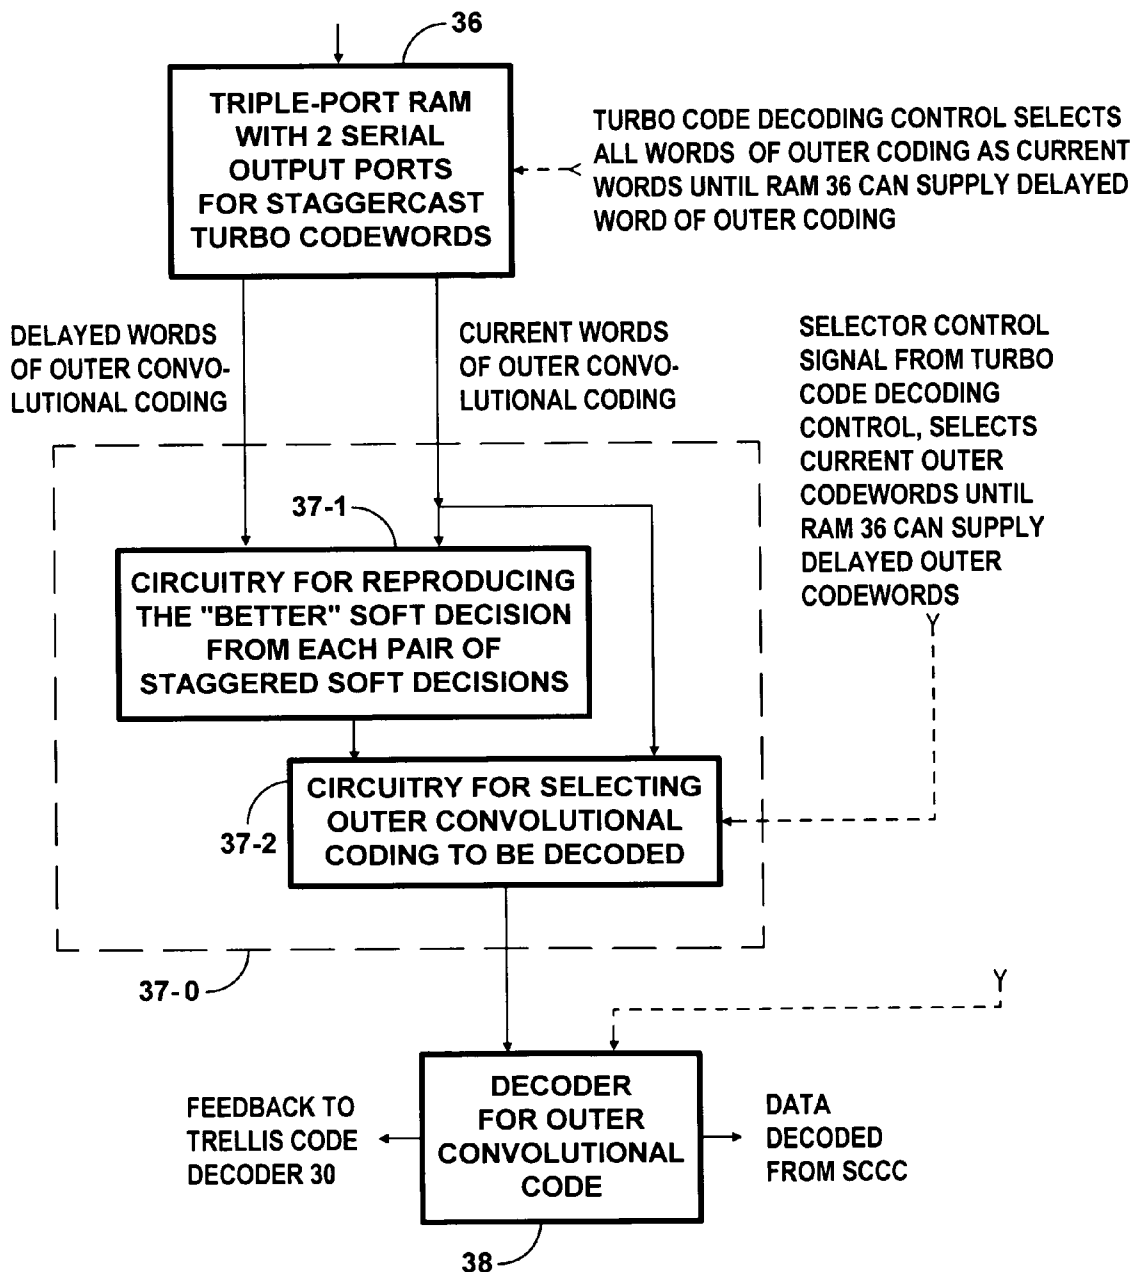 36
TRIPLE-PORT RAM
WITH 2 SERIAL
OUTPUT PORTS
FOR STAGGERCAST
TURBO CODEWORDS
TURBO CODE DECODING CONTROL SELECTS
ALL WORDS OF OUTER CODING AS CURRENT
WORDS UNTIL RAM 36 CAN SUPPLY DELAYED
WORD OF OUTER CODING
DELAYED WORDS
OF OUTER CONVO-
LUTIONAL CODING
CURRENT WORDS
OF OUTER CONVO-
LUTIONAL CODING
SELECTOR CONTROL
SIGNAL FROM TURBO
CODE DECODING
CONTROL, SELECTS
CURRENT OUTER
CODEWORDS UNTIL
RAM 36 CAN SUPPLY
DELAYED OUTER
CODEWORDS
37-1
CIRCUITRY FOR REPRODUCING
THE "BETTER" SOFT DECISION
FROM EACH PAIR OF
STAGGERED SOFT DECISIONS
37-2
CIRCUITRY FOR SELECTING
OUTER CONVOLUTIONAL
CODING TO BE DECODED
37-0
DECODER
FOR OUTER
CONVOLUTIONAL
CODE
FEEDBACK TO
TRELLIS CODE
DECODER 30
DATA
DECODED
FROM SCCC
38